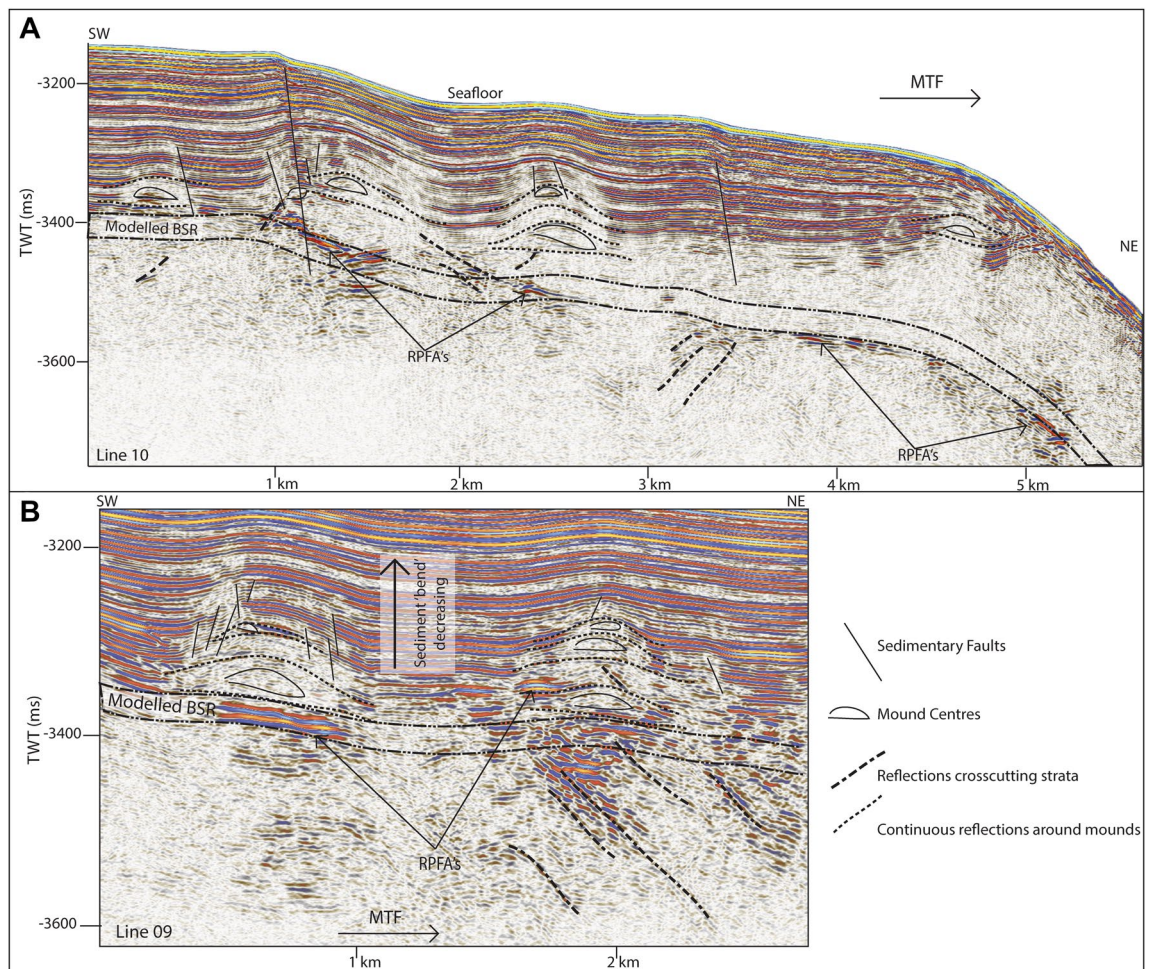 A
SW
-3200
Seafloor
MTF
TWT (ms)
-3400
Modelled BSR
NE
-3600
RPFA's
RPFA's
Line 10
1 km
2 km
3 km
4 km
5 km
B
SW
NE
-3200
Sediment 'bend'
decreasing
TWT (ms)
Modelled BSR
-3400
RPFA's
-3600
Line 09
MTF
1 km
2 km
Sedimentary Faults
Mound Centres
Reflections crosscutting strata
Continuous reflections around mounds